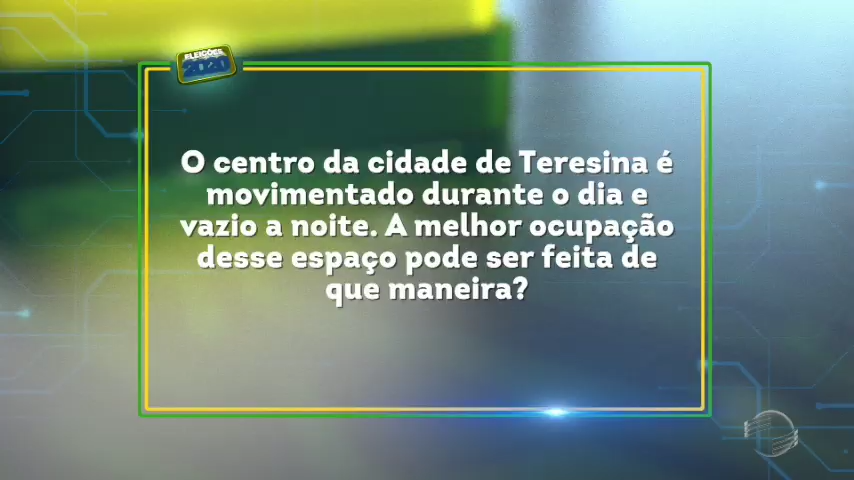 ELEIÇÕES
2020
O centro da cidade de Teresina é
movimentado durante o dia e
vazio a noite. A melhor ocupação
desse espaço pode ser feita de
que maneira?